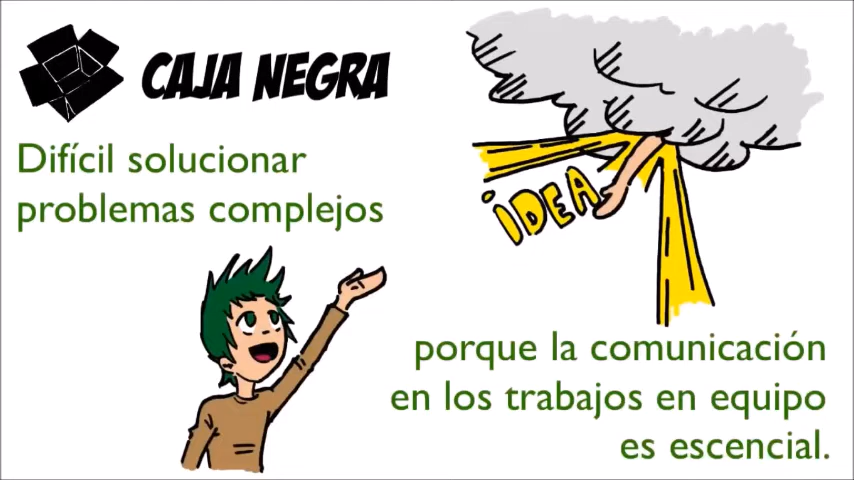 CAJA NEGRA
Difícil solucionar
problemas complejos
iDEA
porque la comunicación
en los trabajos en equipo
es escencial.